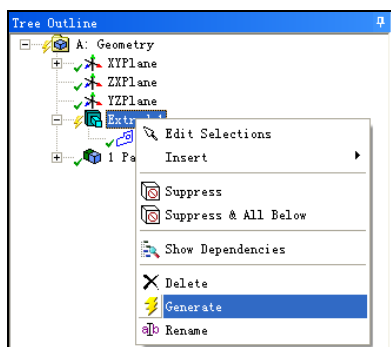 Tree Outline
A: Geometry
XYPlane
ZXPlane
YZPlane
Edit Selections
Insert
Suppress
Suppress & All Below
Show Dependencies
Delete
Generate
Rename